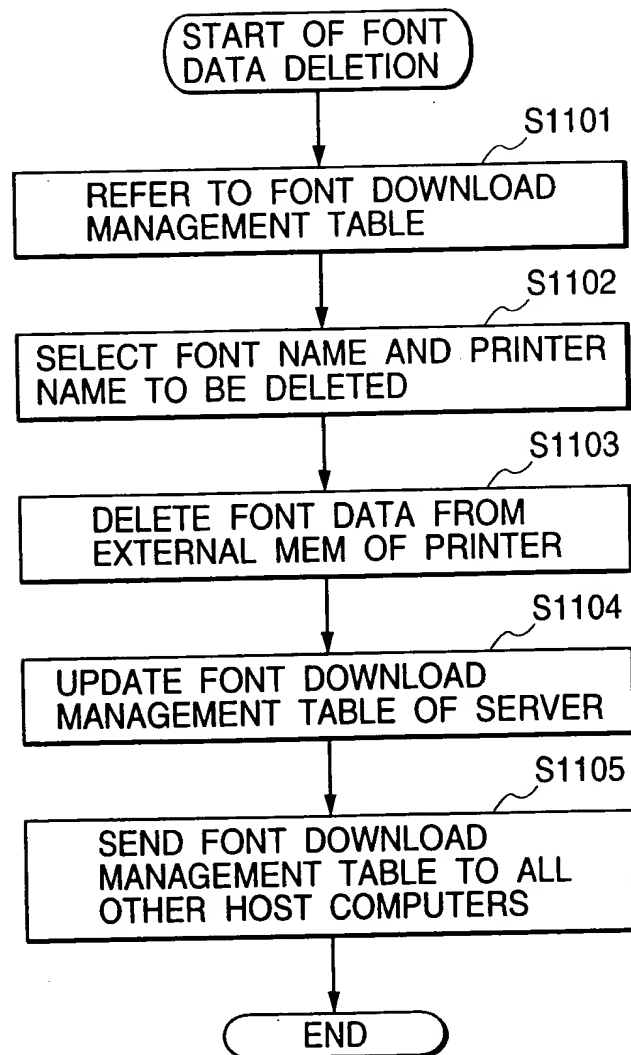 START OF FONT
DATA DELETION
S1101
REFER TO FONT DOWNLOAD
MANAGEMENT TABLE
S1102
SELECT FONT NAME AND PRINTER
NAME TO BE DELETED
S1103
DELETE FONT DATA FROM
EXTERNAL MEM OF PRINTER
S1104
UPDATE FONT DOWNLOAD
MANAGEMENT TABLE OF SERVER
S1105
SEND FONT DOWNLOAD
MANAGEMENT TABLE TO ALL
OTHER HOST COMPUTERS
END